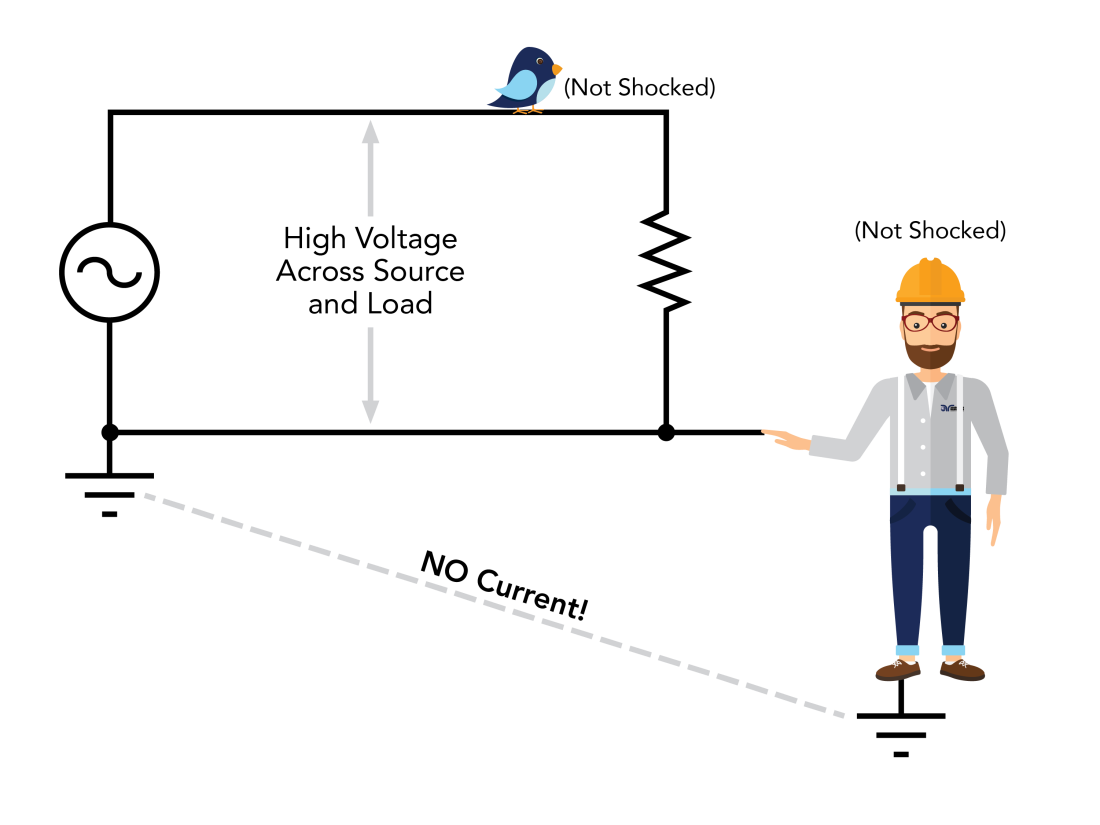 (Not Shocked)
High Voltage
Across Source
and Load
(Not Shocked)
NO Current!